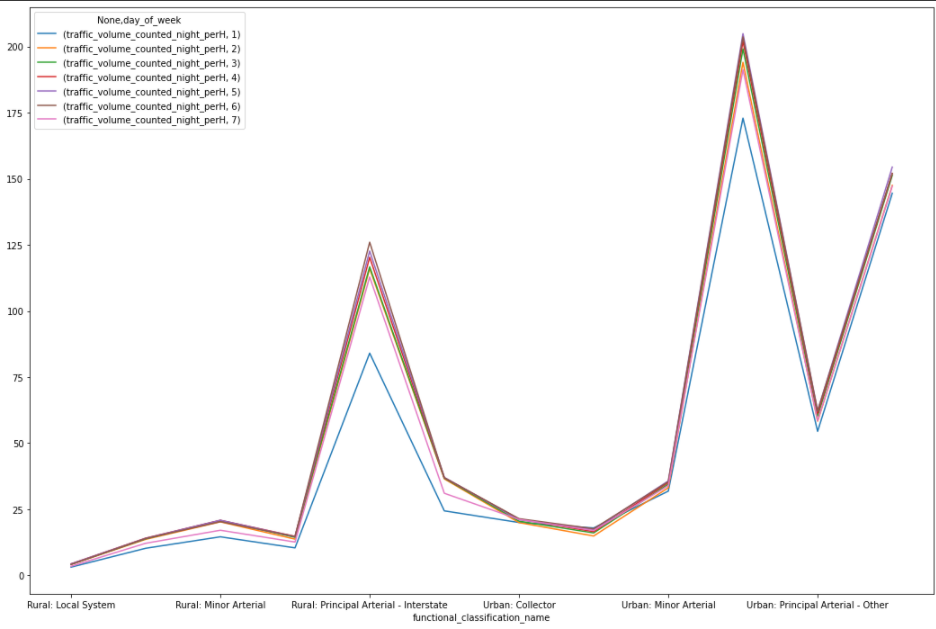 None,day_of_week
(traffic_volume_counted_night_perH, 1)
(traffic_volume_counted_night_perH, 2)
(traffic_volume_counted_night_perH, 3)
(traffic_volume_counted_night_perH, 4)
(traffic_volume_counted_night_perH, 5)
(traffic_volume_counted_night_perH, 6)
(traffic_volume_counted_night_perH, 7)
200
175
150
125
100
75
50
25
0
Rural: Local System Rural: Minor Arterial Rural: Principal Arterial - Interstate Urban: Collector Urban: Minor Arterial Urban: Principal Arterial - Other
functional_classification_name